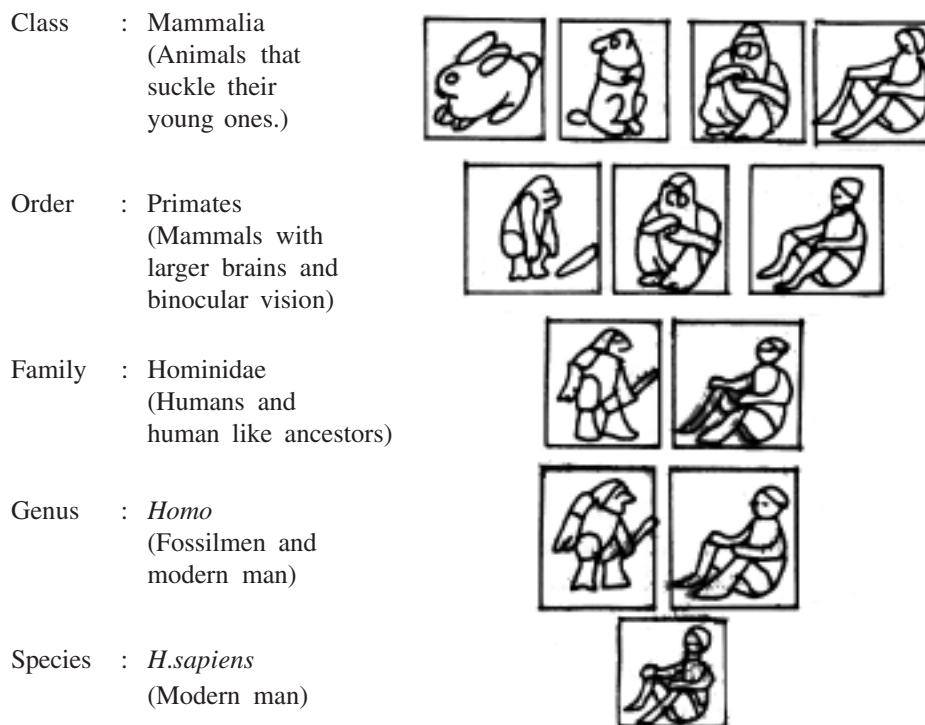 Class : Mammalia
(Animals that
suckle their
young ones.)
Order : Primates
(Mammals with
larger brains and
binocular vision)
Family : Hominidae
(Humans and
human like ancestors)
Genus : Homo
(Fossilmen and
modern man)
Species : H.sapiens
(Modern man)